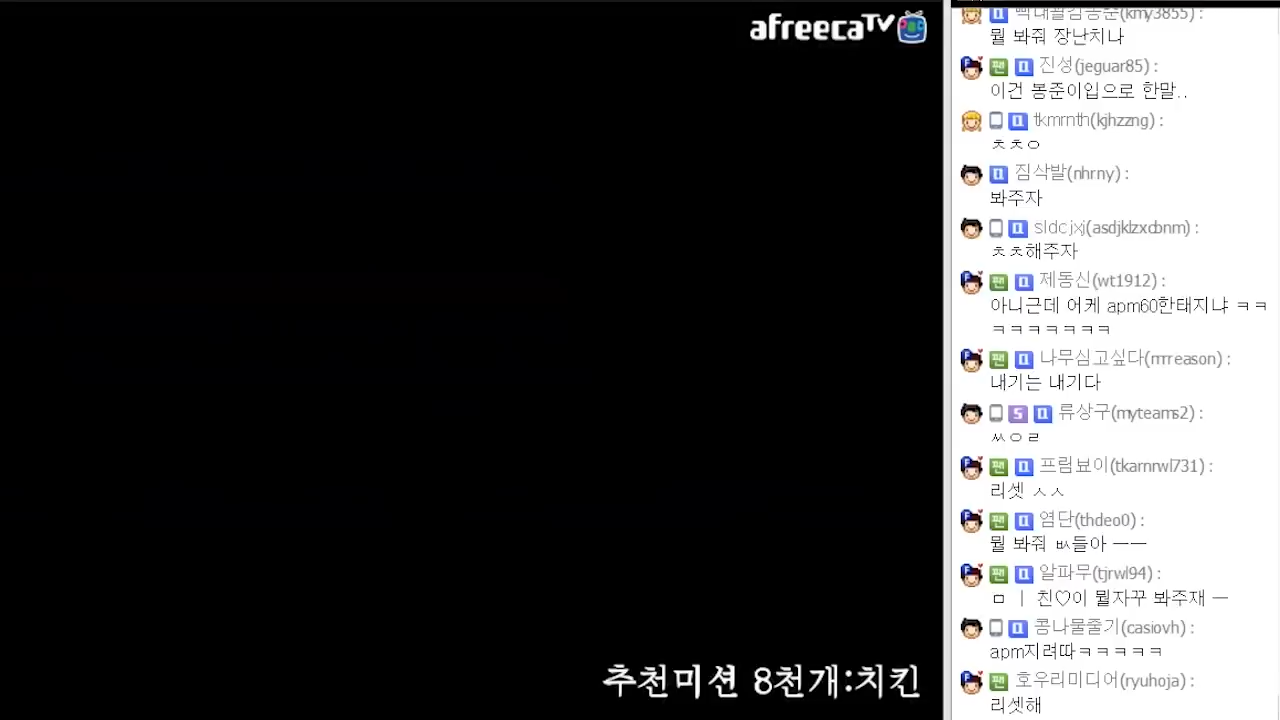 afreecaTV
추천미션 8천개:치킨
뭘 봐줘 장난치나
진성(jeguar85) :
이건 봉준이입으로 한말..
tkmrnth(kjhzzng) :
ㅊㅊㅇ
짐삭발(nhrny) :
봐주자
sldcjxj(asdjklzxcbnm) :
ㅊㅊ해주자
제동신(wt1912) :
아니근데 어케 apm60한태지냐 ㅋㅋ
ㅋㅋㅋㅋㅋㅋㅋ
나무심고싶다(rrrreason) :
내기는 내기다
류상구(myteams2) :
ㅆㅇㄹ
프림뵤이(tkarnrwl731) :
리셋 ㅅㅅ
염단(thdeo0) :
뭘 봐줘 ㅄ들아 ㅡㅡ
알파무(tjrwl94) :
ㅁㅣ친♡이 뭘자꾸 봐주재 ㅡ
콩나물줄기(casiovh) :
apm지려따ㅋㅋㅋㅋㅋ
호우리미디어(ryuhoja) :
리셋해